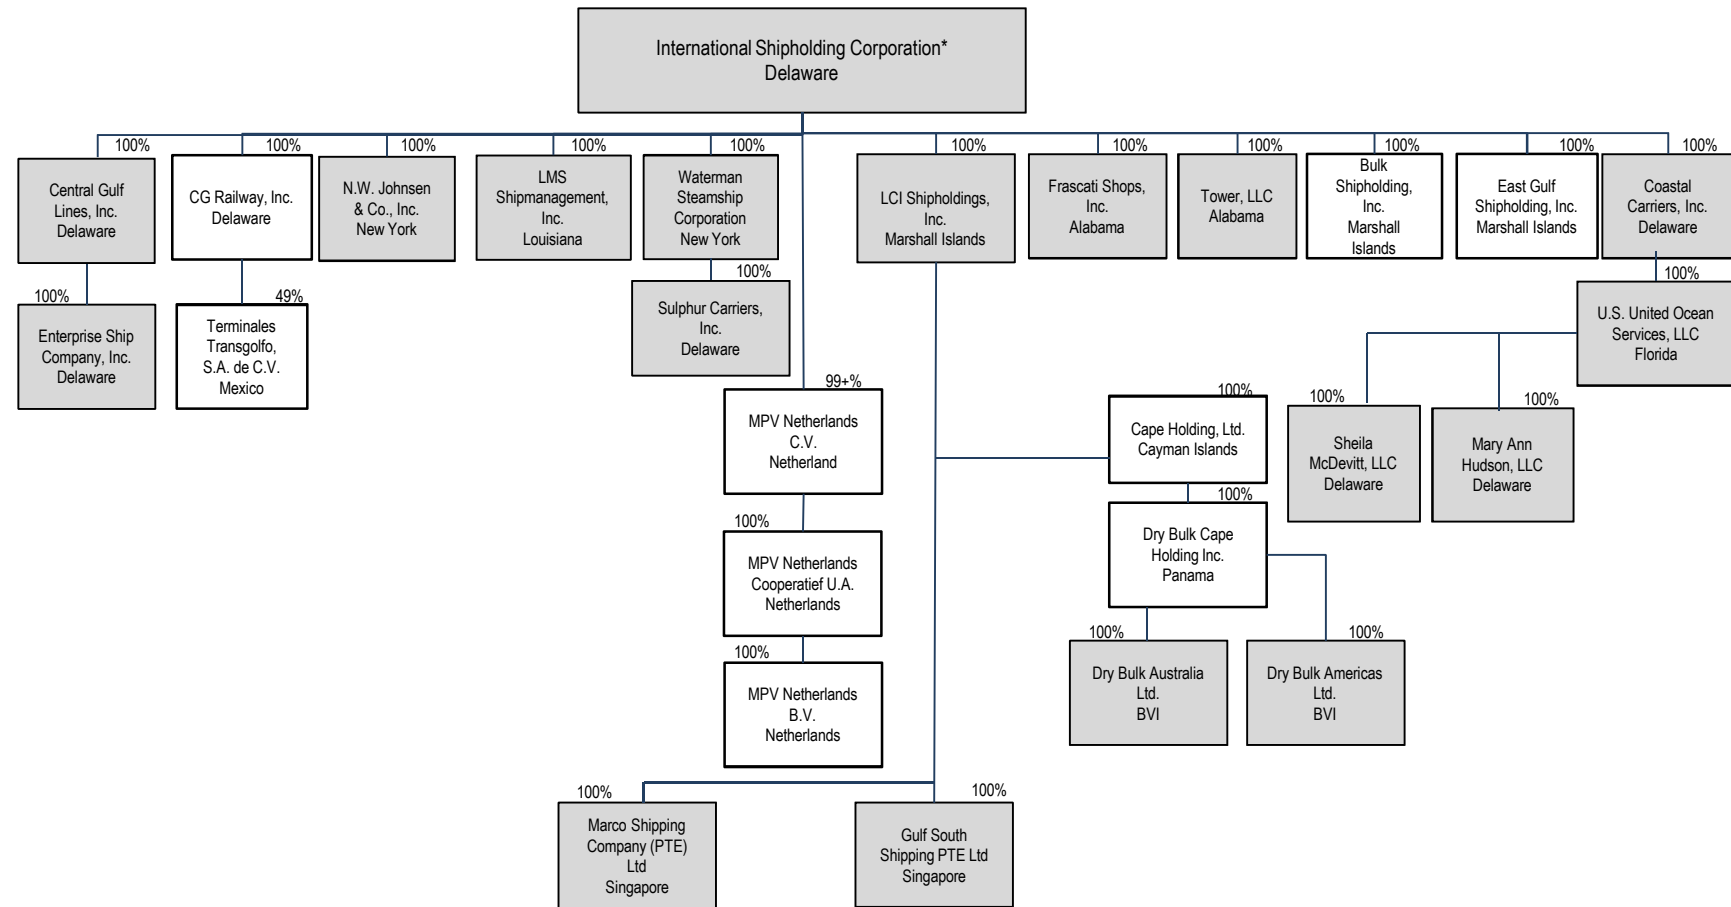 International Shipholding Corporation*
Delaware
100%
100%
100%
100%
100%
100%
100%
100%
100%
100%
100%
Central Gulf
Lines, Inc.
Delaware
CG Railway, Inc.
Delaware
N.W. Johnsen
& Co., Inc.
New York
LMS
Shipmanagement,
Inc.
Louisiana
Waterman
Steamship
Corporation
New York
LCI Shipholdings,
Inc.
Marshall Islands
Frascati Shops,
Inc.
Alabama
Tower, LLC
Alabama
Bulk
Shipholding,
Inc.
Marshall
Islands
East Gulf
Shipholding, Inc.
Marshall Islands
Coastal
Carriers, Inc.
Delaware
100%
Enterprise Ship
Company, Inc.
Delaware
49%
Terminales
Transgolfo,
S.A. de C.V.
Mexico
100%
Sulphur Carriers,
Inc.
Delaware
100%
U.S. United Ocean
Services, LLC
Florida
99+%
MPV Netherlands
C.V.
Netherland
100%
Cape Holding, Ltd.
Cayman Islands
100%
Sheila
McDevitt, LLC
Delaware
100%
Mary Ann
Hudson, LLC
Delaware
100%
MPV Netherlands
Cooperatief U.A.
Netherlands
100%
Dry Bulk Cape
Holding Inc.
Panama
100%
MPV Netherlands
B.V.
Netherlands
100%
Dry Bulk Australia
Ltd.
BVI
100%
Dry Bulk Americas
Ltd.
BVI
100%
Marco Shipping
Company (PTE)
Ltd
Singapore
100%
Gulf South
Shipping PTE Ltd
Singapore